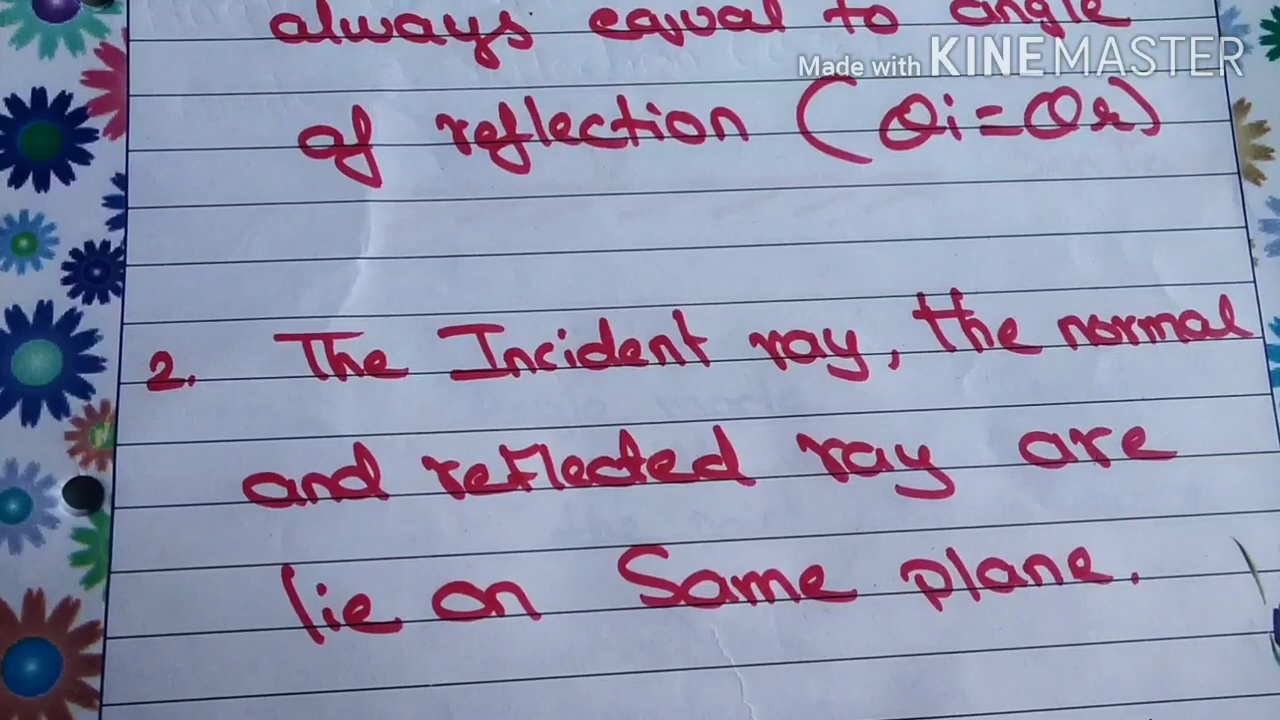 always equal to angle
Made with KINEMASTER
of reflection (θi=θr)
2. The Incident ray, the normal
and reflected ray are
lie on Same plane.